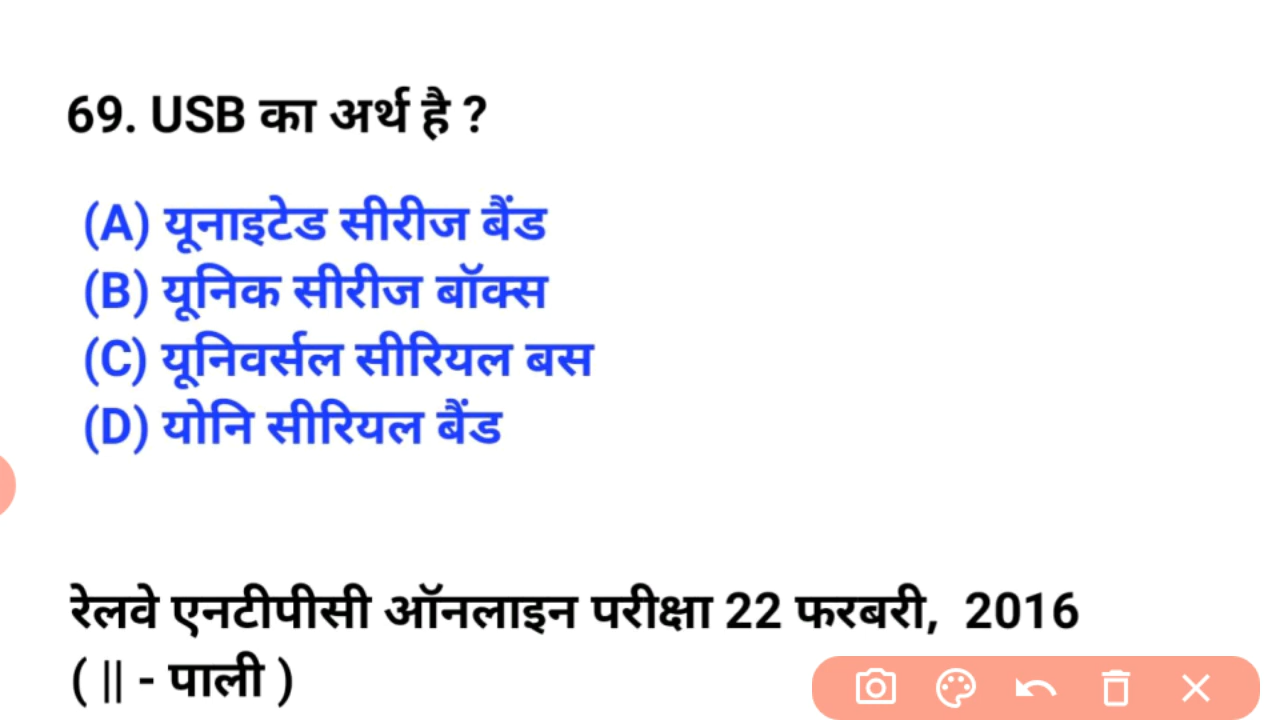 69. USB का अर्थ है ?
(A) यूनाइटेड सीरीज बैंड
(B) यूनिक सीरीज बॉक्स
(C) यूनिवर्सल सीरियल बस
(D) योनि सीरियल बैंड
रेलवे एनटीपीसी ऑनलाइन परीक्षा 22 फरबरी, 2016
( || - पाली )